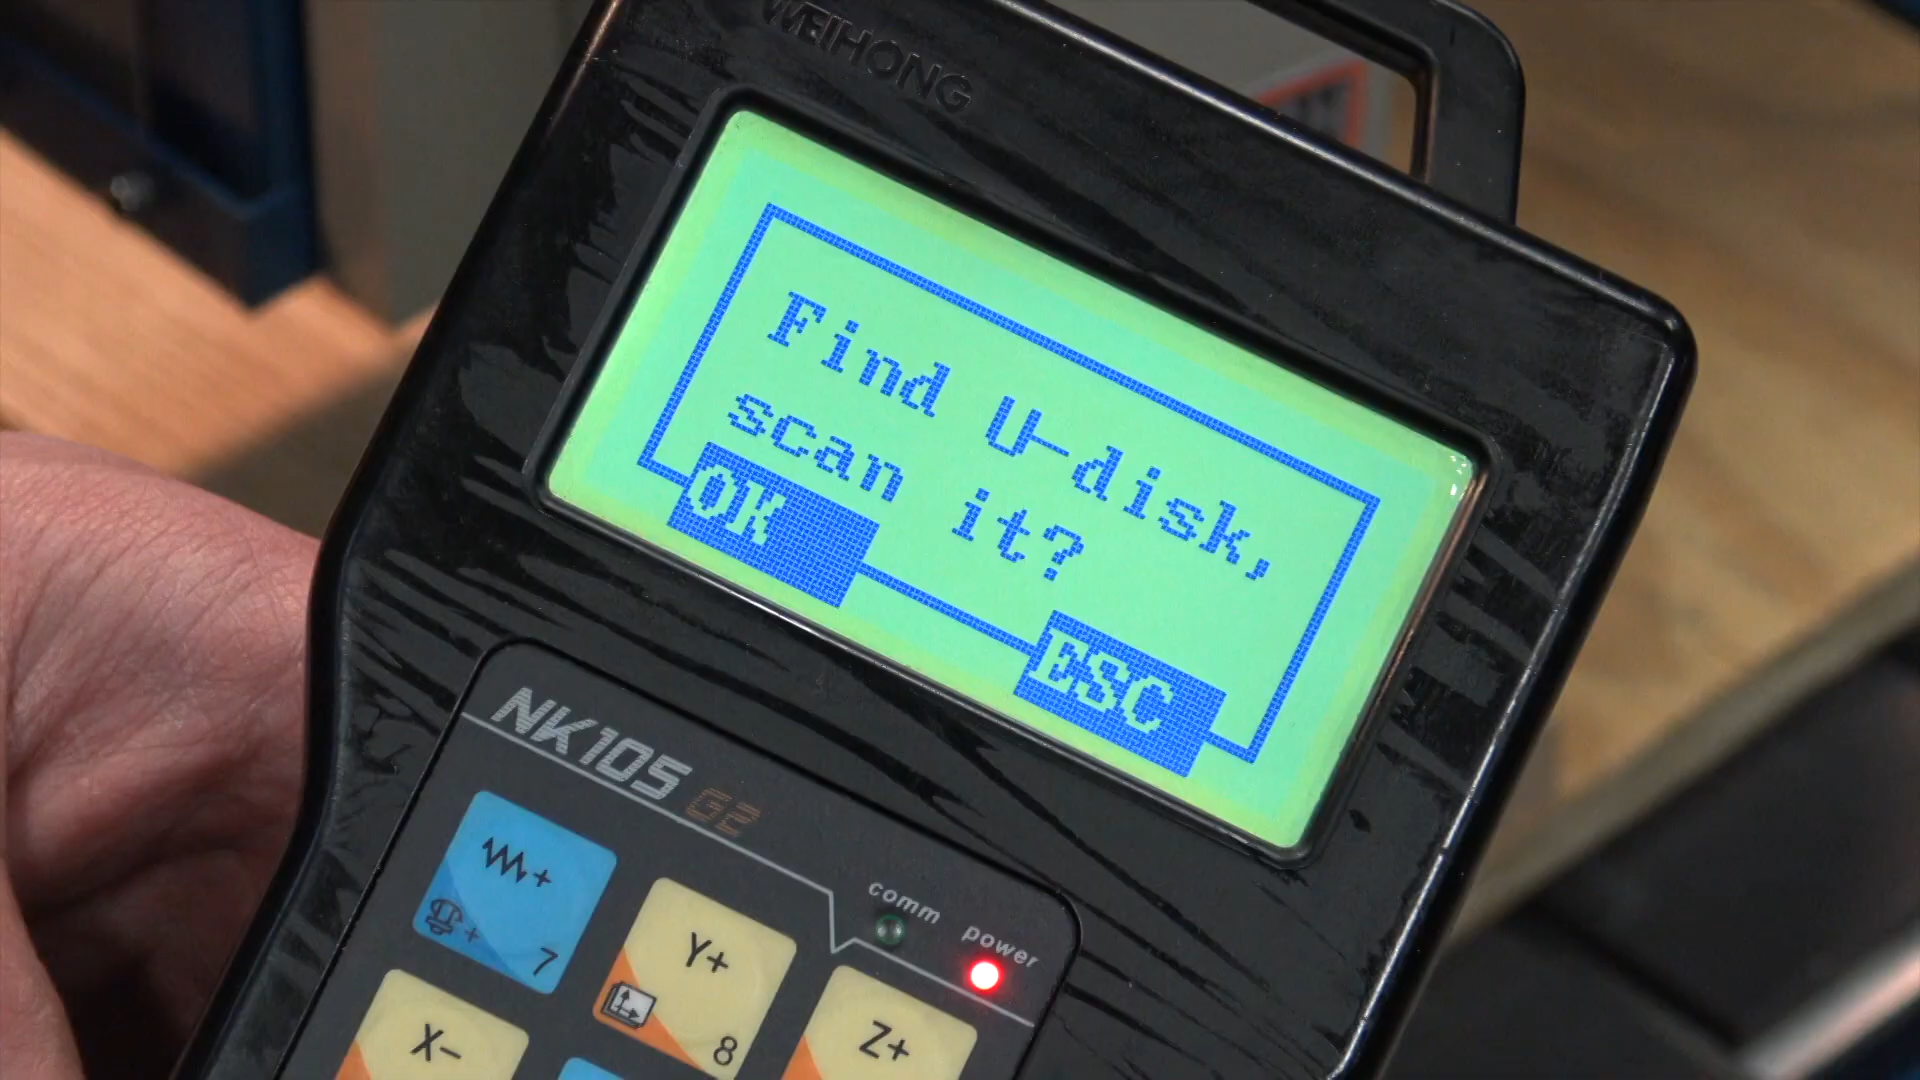 WEIHONG
Find U-disk,
scan it?
OK
ESC
NK105 G2
comm
power
+
+
7
Y+
8
X-
Z+